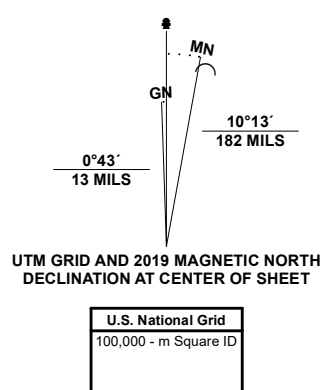 MN
GN
10°13´
182 MILS
0°43´
13 MILS
UTM GRID AND 2019 MAGNETIC NORTH
DECLINATION AT CENTER OF SHEET
U.S. National Grid
100,000 - m Square ID